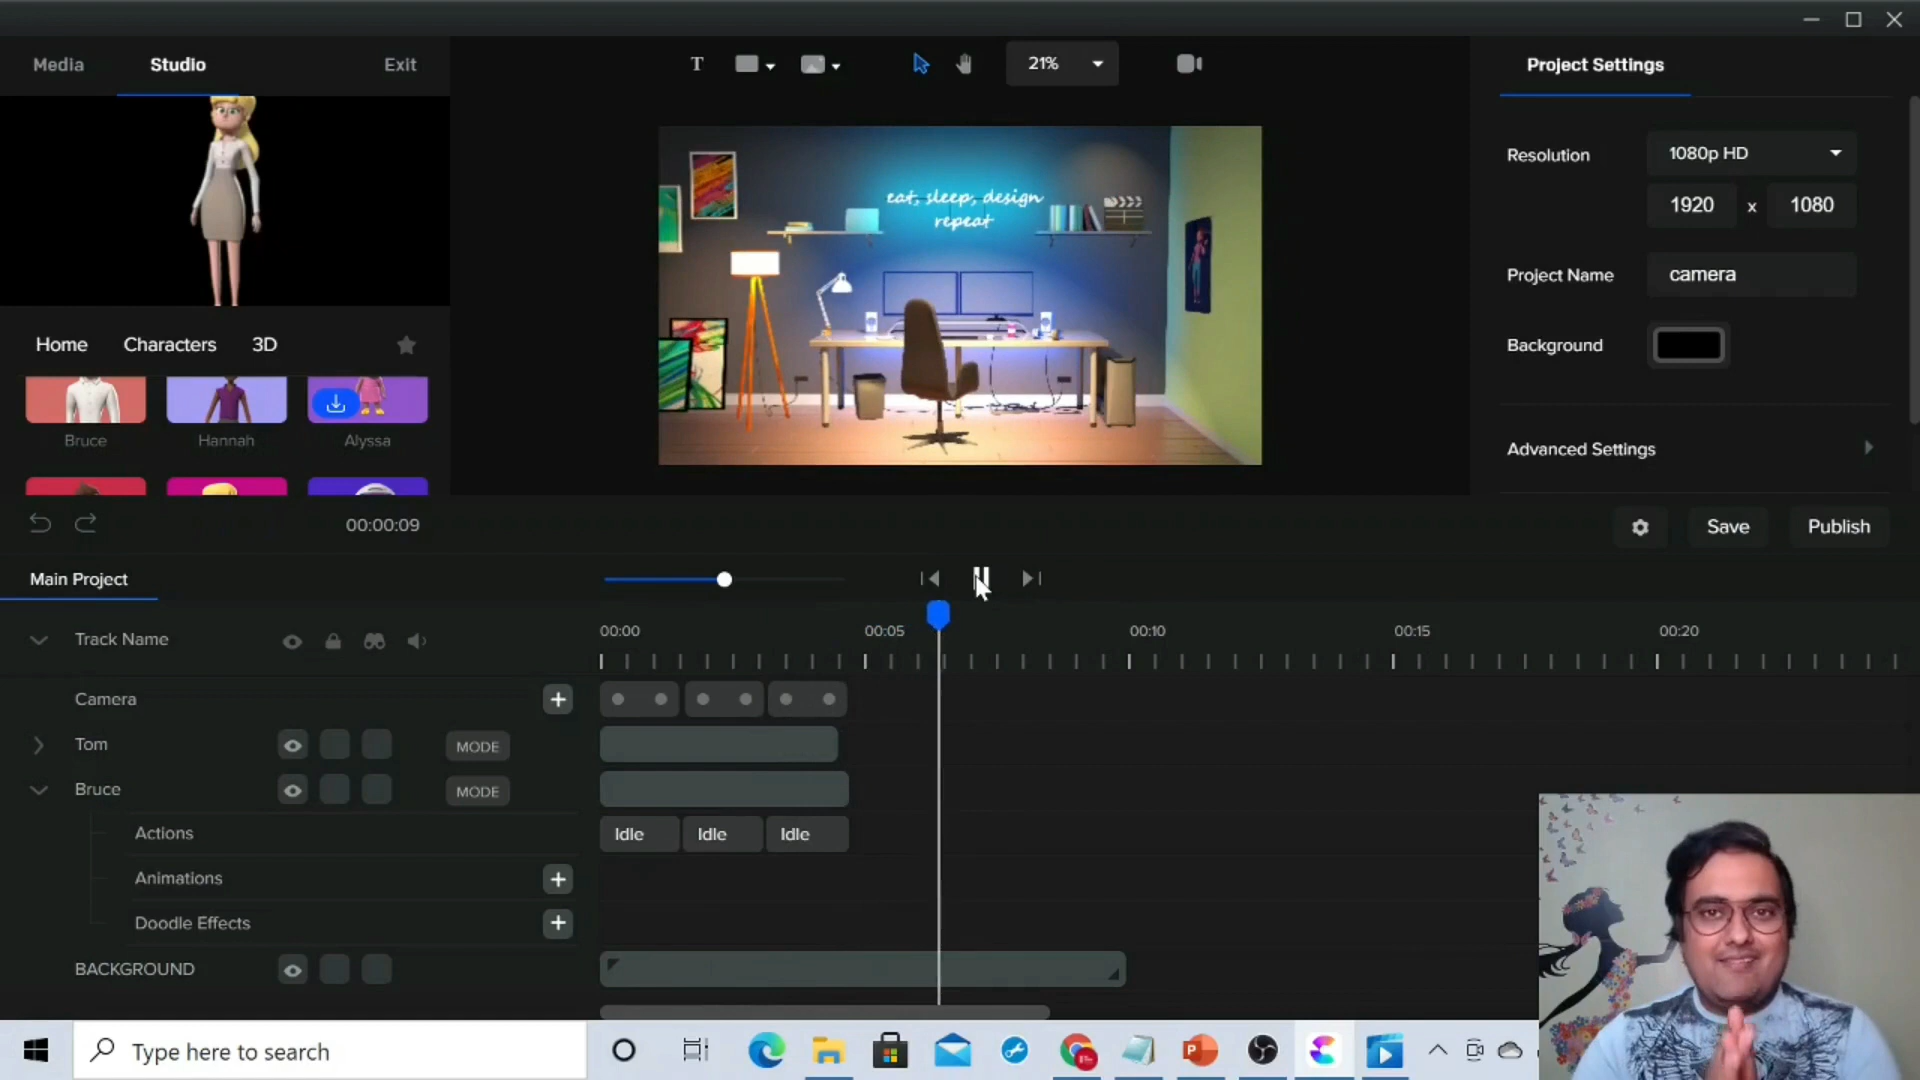 Media
Studio
Exit
T
21%
Project Settings
Resolution
1080p HD
1920 x 1080
Project Name
camera
Background
Advanced Settings
eat, sleep, design
repeat
Home
Characters
3D
Bruce
Hannah
Alyssa
00:00:09
Save
Publish
Main Project
Track Name
00:00
00:05
00:10
00:15
00:20
Camera
Tom
MODE
Bruce
MODE
Actions
Idle
Idle
Idle
Animations
Doodle Effects
BACKGROUND
Type here to search